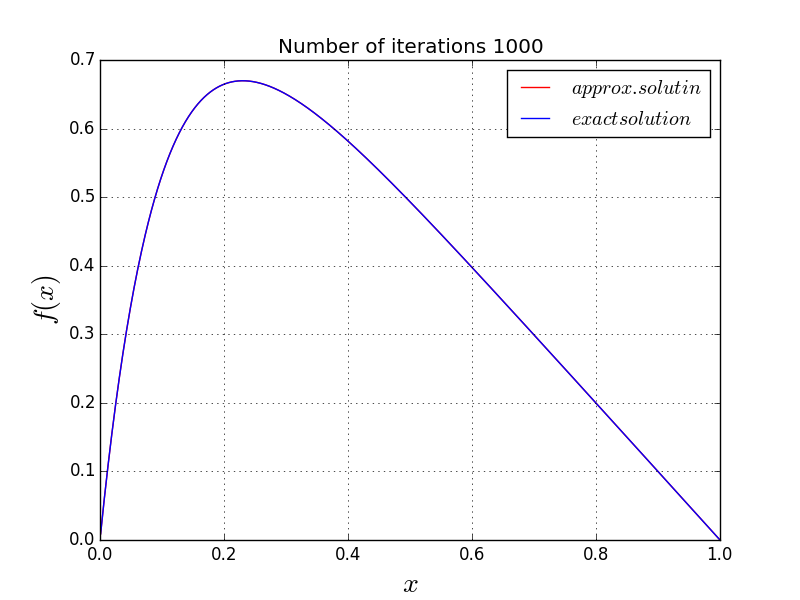 Number of iterations 1000
approx.solutin
exactsolution
0.7
0.6
0.5
0.4
0.3
0.2
0.1
0.0
f(x)
0.0 0.2 0.4 0.6 0.8 1.0
x